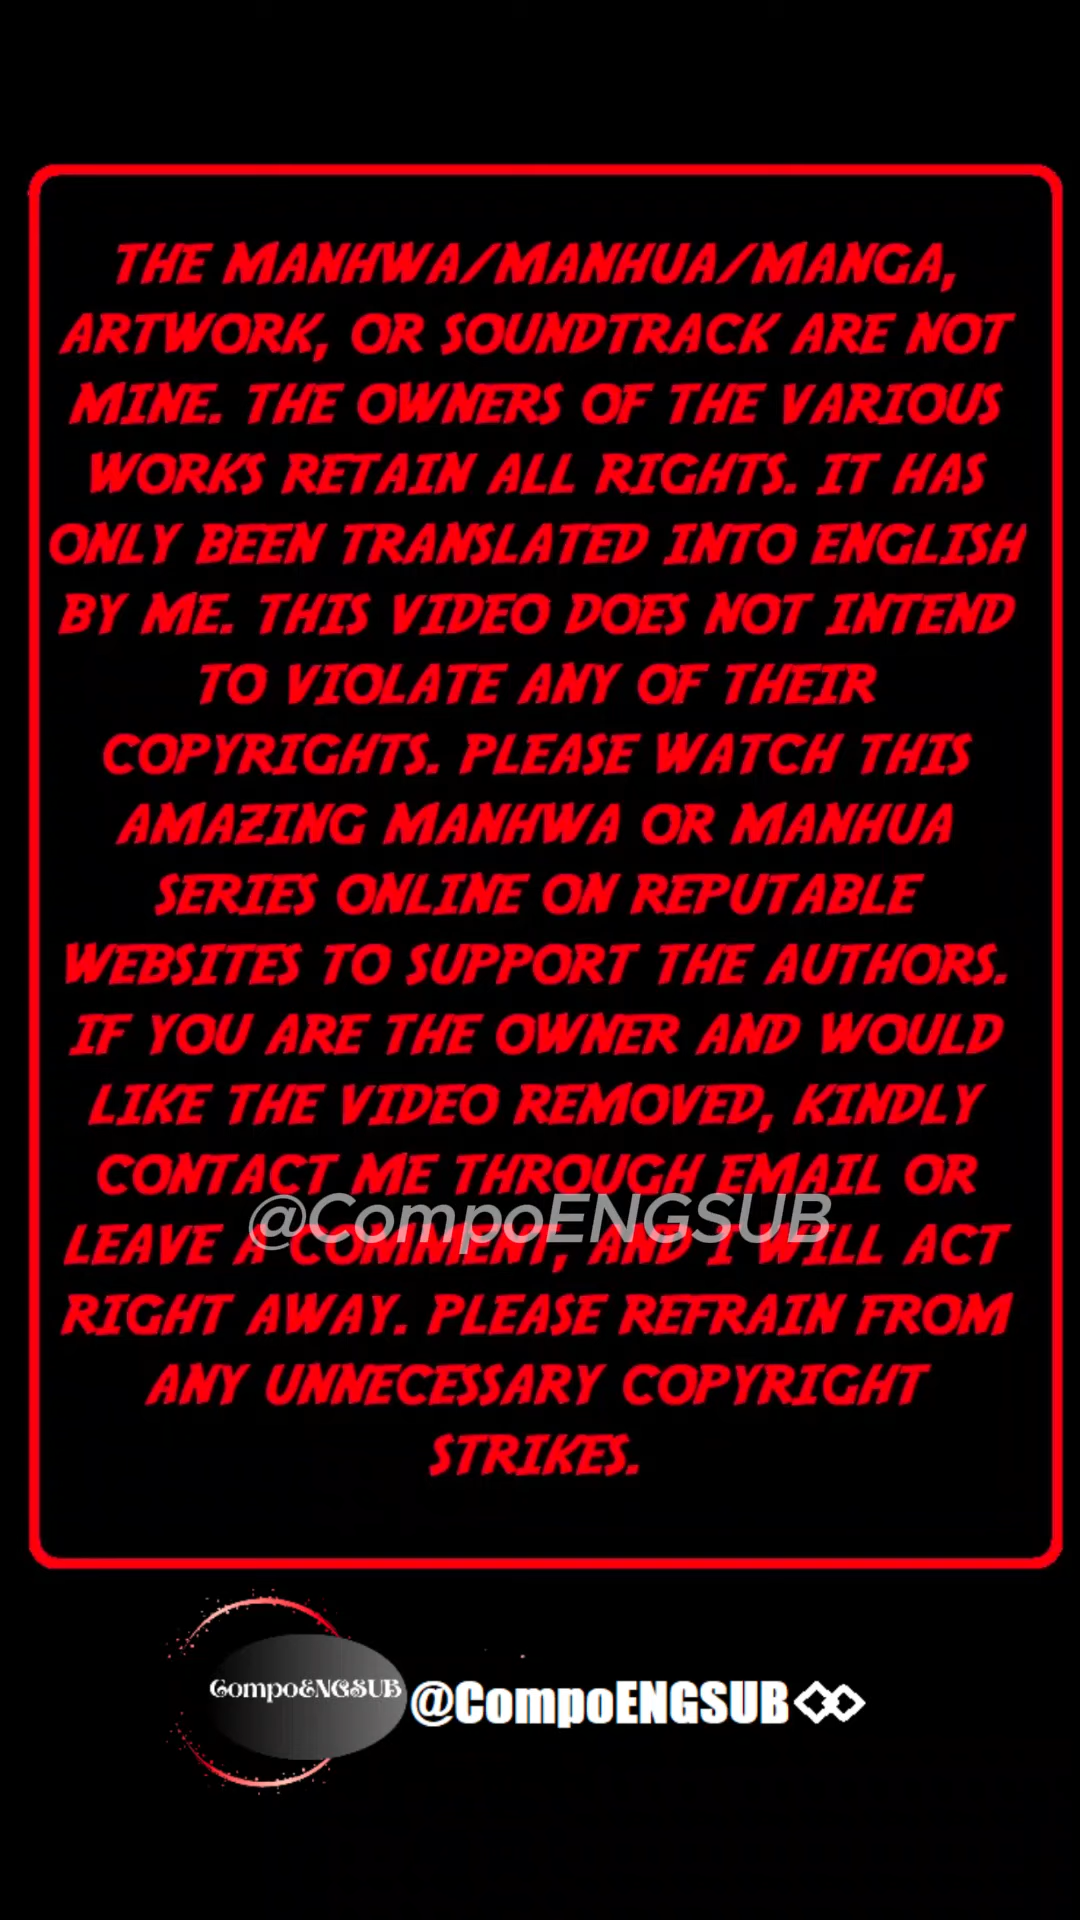 THE MANHWA/MANHUA/MANGA,
ARTWORK, OR SOUNDTRACK ARE NOT
MINE. THE OWNERS OF THE VARIOUS
WORKS RETAIN ALL RIGHTS. IT HAS
ONLY BEEN TRANSLATED INTO ENGLISH
BY ME. THIS VIDEO DOES NOT INTEND
TO VIOLATE ANY OF THEIR
COPYRIGHTS. PLEASE WATCH THIS
AMAZING MANHWA OR MANHUA
SERIES ONLINE ON REPUTABLE
WEBSITES TO SUPPORT THE AUTHORS.
IF YOU ARE THE OWNER AND WOULD
LIKE THE VIDEO REMOVED, KINDLY
CONTACT ME THROUGH EMAIL OR
@CompoENGSUB
LEAVE A COMMENT, AND I WILL ACT
RIGHT AWAY. PLEASE REFRAIN FROM
ANY UNNECESSARY COPYRIGHT
STRIKES.
CompoENGSUB
@CompoENGSUB